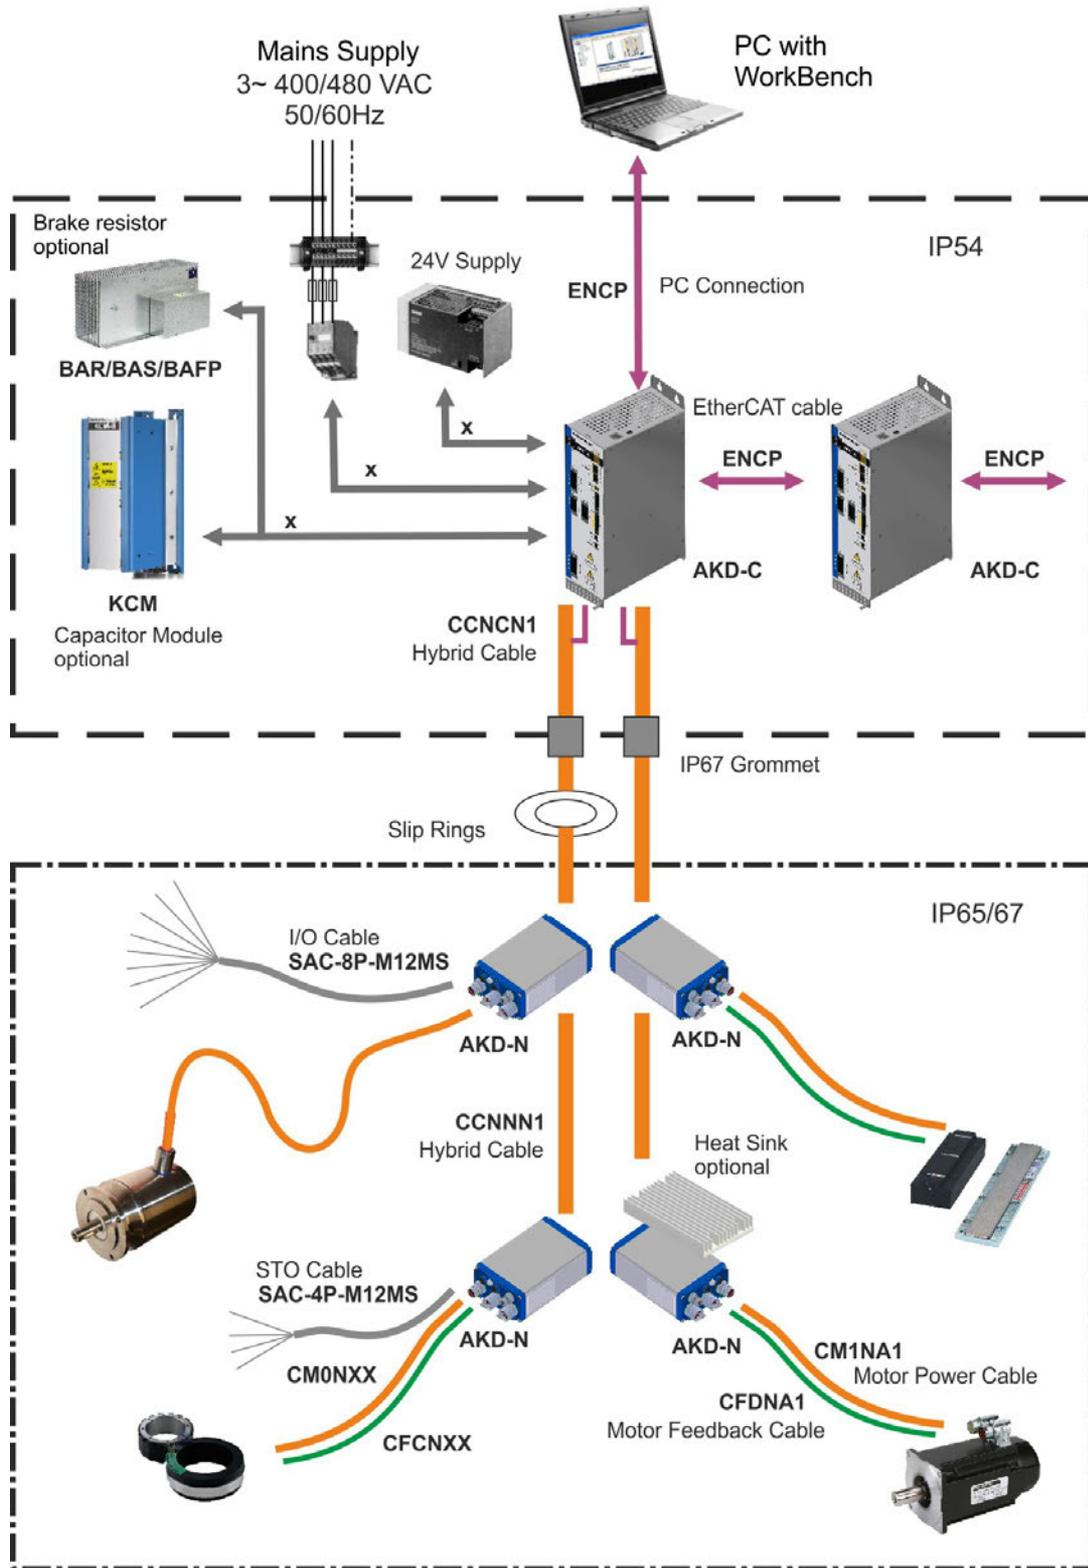 Mains Supply
3~ 400/480 VAC
50/60Hz
PC with
WorkBench
Brake resistor
optional
IP54
24V Supply
ENCP
PC Connection
BAR/BAS/BAFP
EtherCAT cable
x
x
ENCP
ENCP
x
AKD-C
AKD-C
KCM
Capacitor Module
optional
CCNCN1
Hybrid Cable
IP67 Grommet
Slip Rings
IP65/67
I/O Cable
SAC-8P-M12MS
AKD-N
AKD-N
CCNNN1
Hybrid Cable
Heat Sink
optional
STO Cable
SAC-4P-M12MS
AKD-N
AKD-N
CM0NXX
CM1NA1
Motor Power Cable
CFDNA1
Motor Feedback Cable
CFCNXX